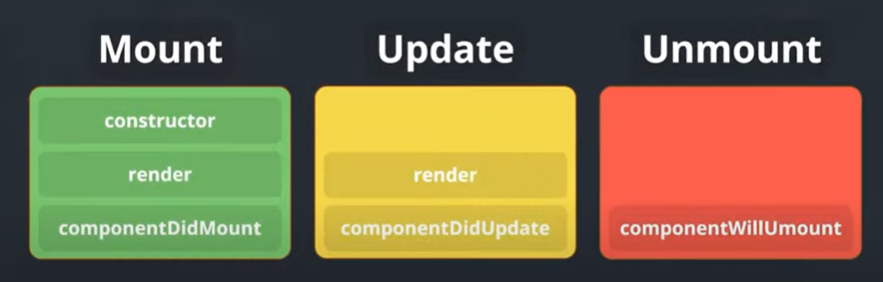 Mount
constructor
render
componentDidMount
Update
render
componentDidUpdate
Unmount
componentWillUmount